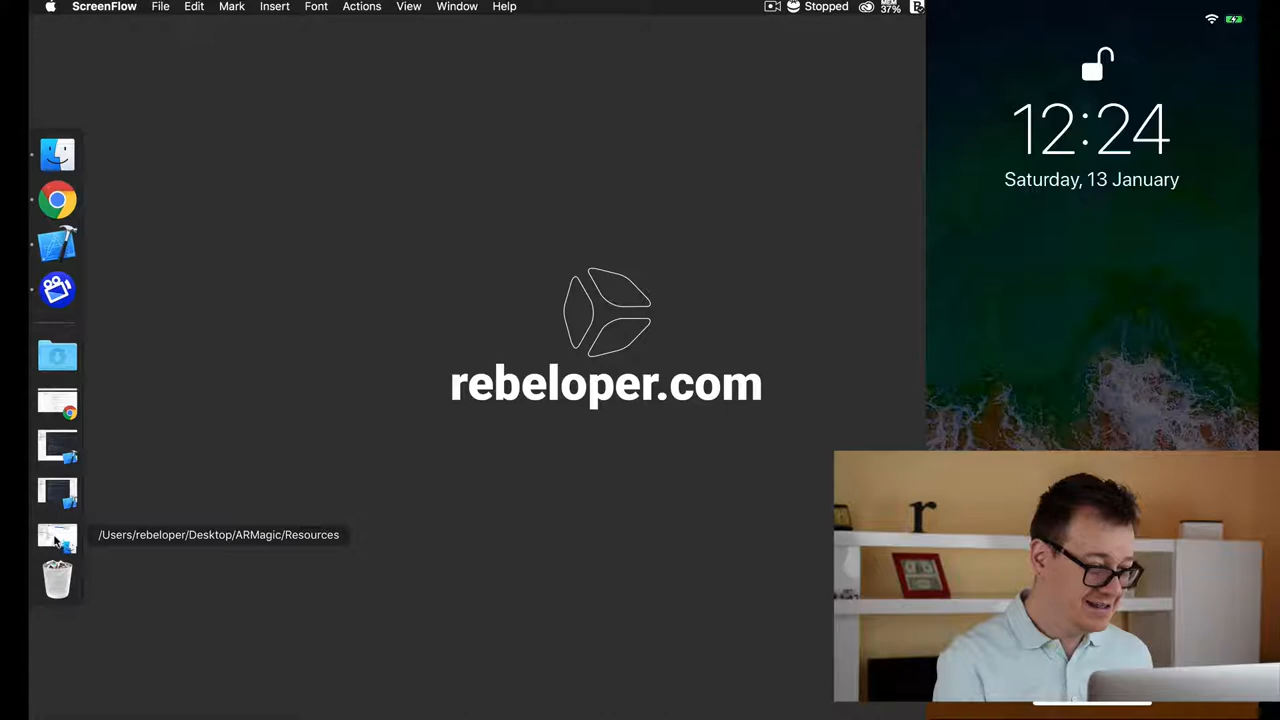 ScreenFlow File Edit Mark Insert Font Actions View Window Help Stopped MEM 37%
12:24
Saturday, 13 January
rebeloper.com
/Users/rebeloper/Desktop/ARMagic/Resources
r